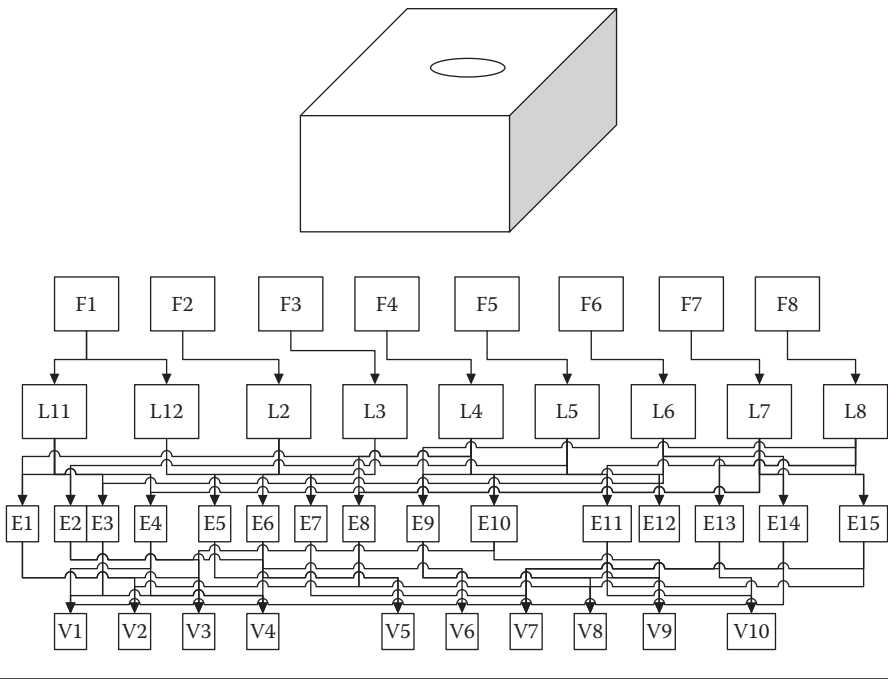 F1 F2 F3 F4 F5 F6 F7 F8
L11 L12 L2 L3 L4 L5 L6 L7 L8
E1 E2 E3 E4 E5 E6 E7 E8 E9 E10 E11 E12 E13 E14 E15
V1 V2 V3 V4 V5 V6 V7 V8 V9 V10